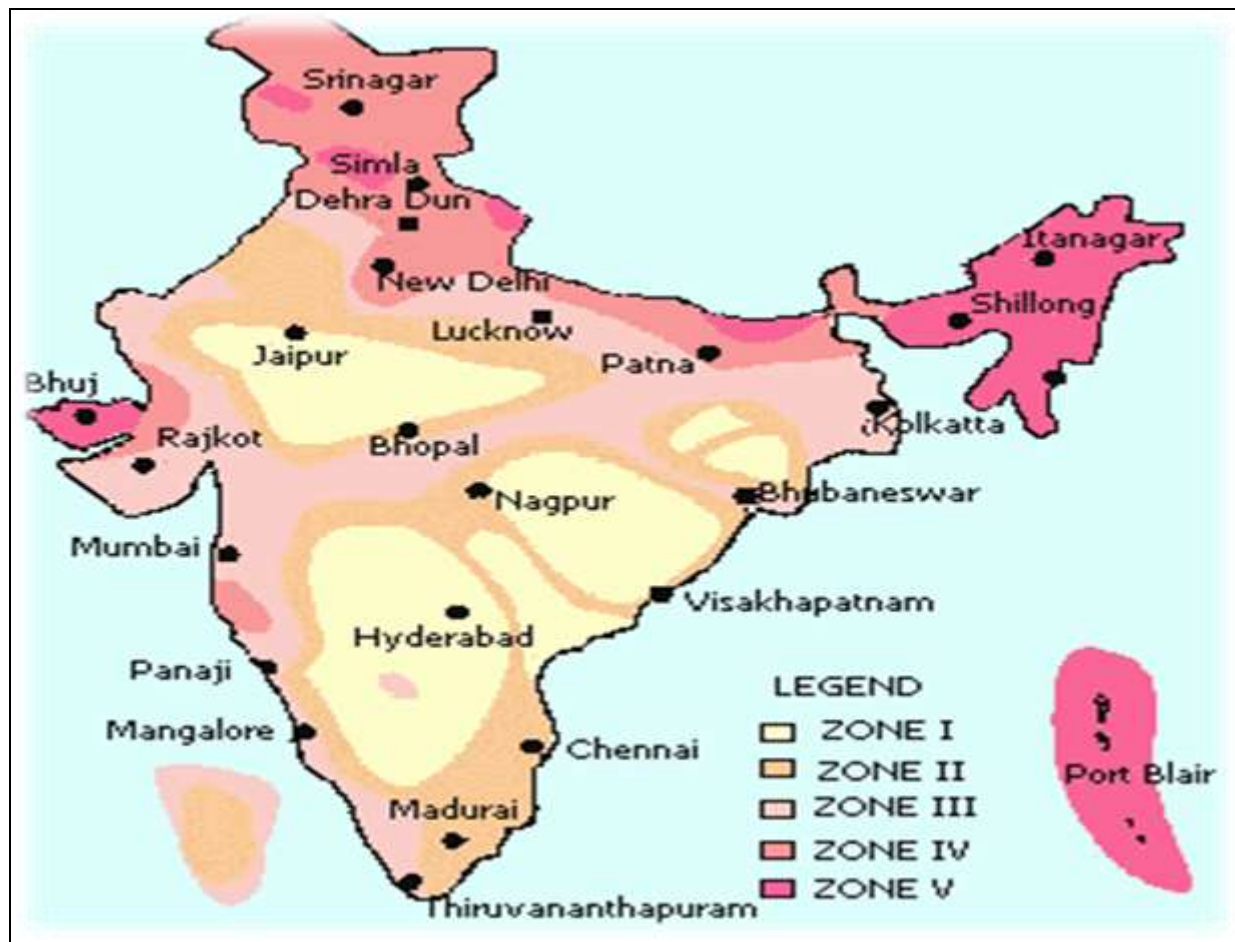 Srinagar
Simla
Dehra Dun
New Delhi
Itanagar
Shillong
Lucknow
Jaipur
Patna
Bhuj
Rajkot
Bhopal
Kolkatta
Nagpur
Bhubaneswar
Mumbai
Visakhapatnam
Hyderabad
Panaji
Mangalore
Chennai
Madurai
Thiruvananthapuram
Port Blair
LEGEND
ZONE I
ZONE II
ZONE III
ZONE IV
ZONE V